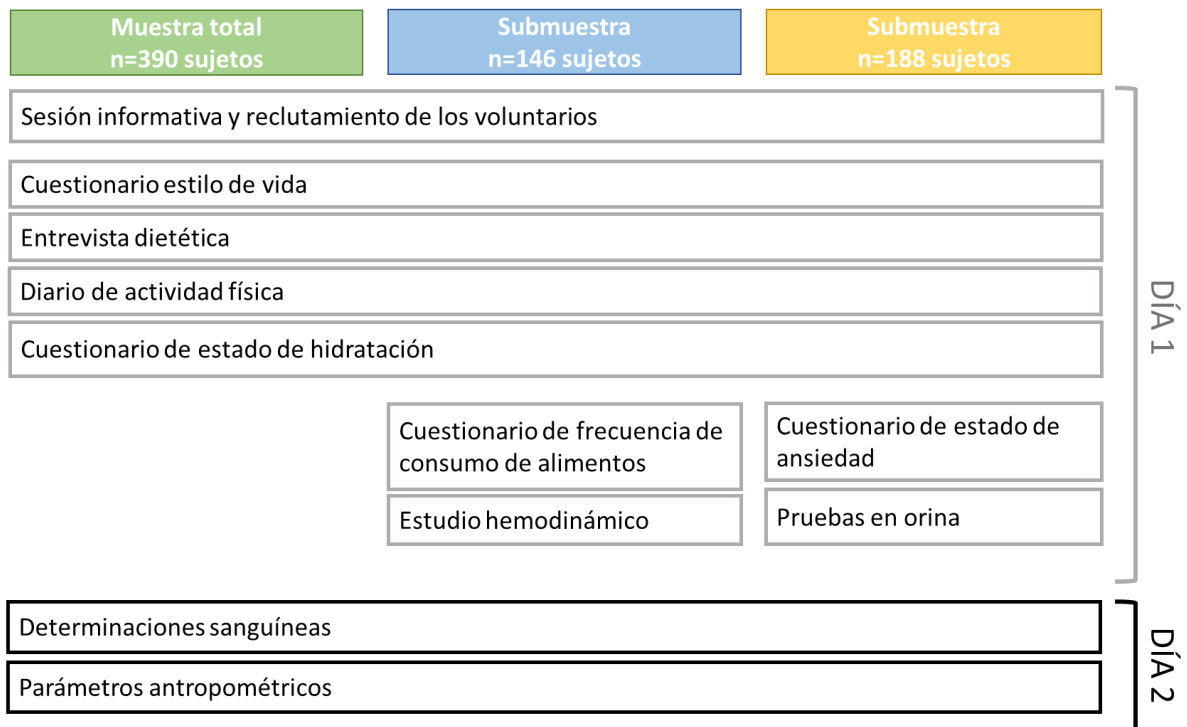 Muestra total
n=390 sujetos
Submuestra
n=146 sujetos
Submuestra
n=188 sujetos
Sesión informativa y reclutamiento de los voluntarios
Cuestionario estilo de vida
Entrevista dietética
Diario de actividad física
Cuestionario de estado de hidratación
Cuestionario de frecuencia de
consumo de alimentos
Estudio hemodinámico
Cuestionario de estado de
ansiedad
Pruebas en orina
DÍA 1
Determinaciones sanguíneas
Parámetros antropométricos
DÍA 2